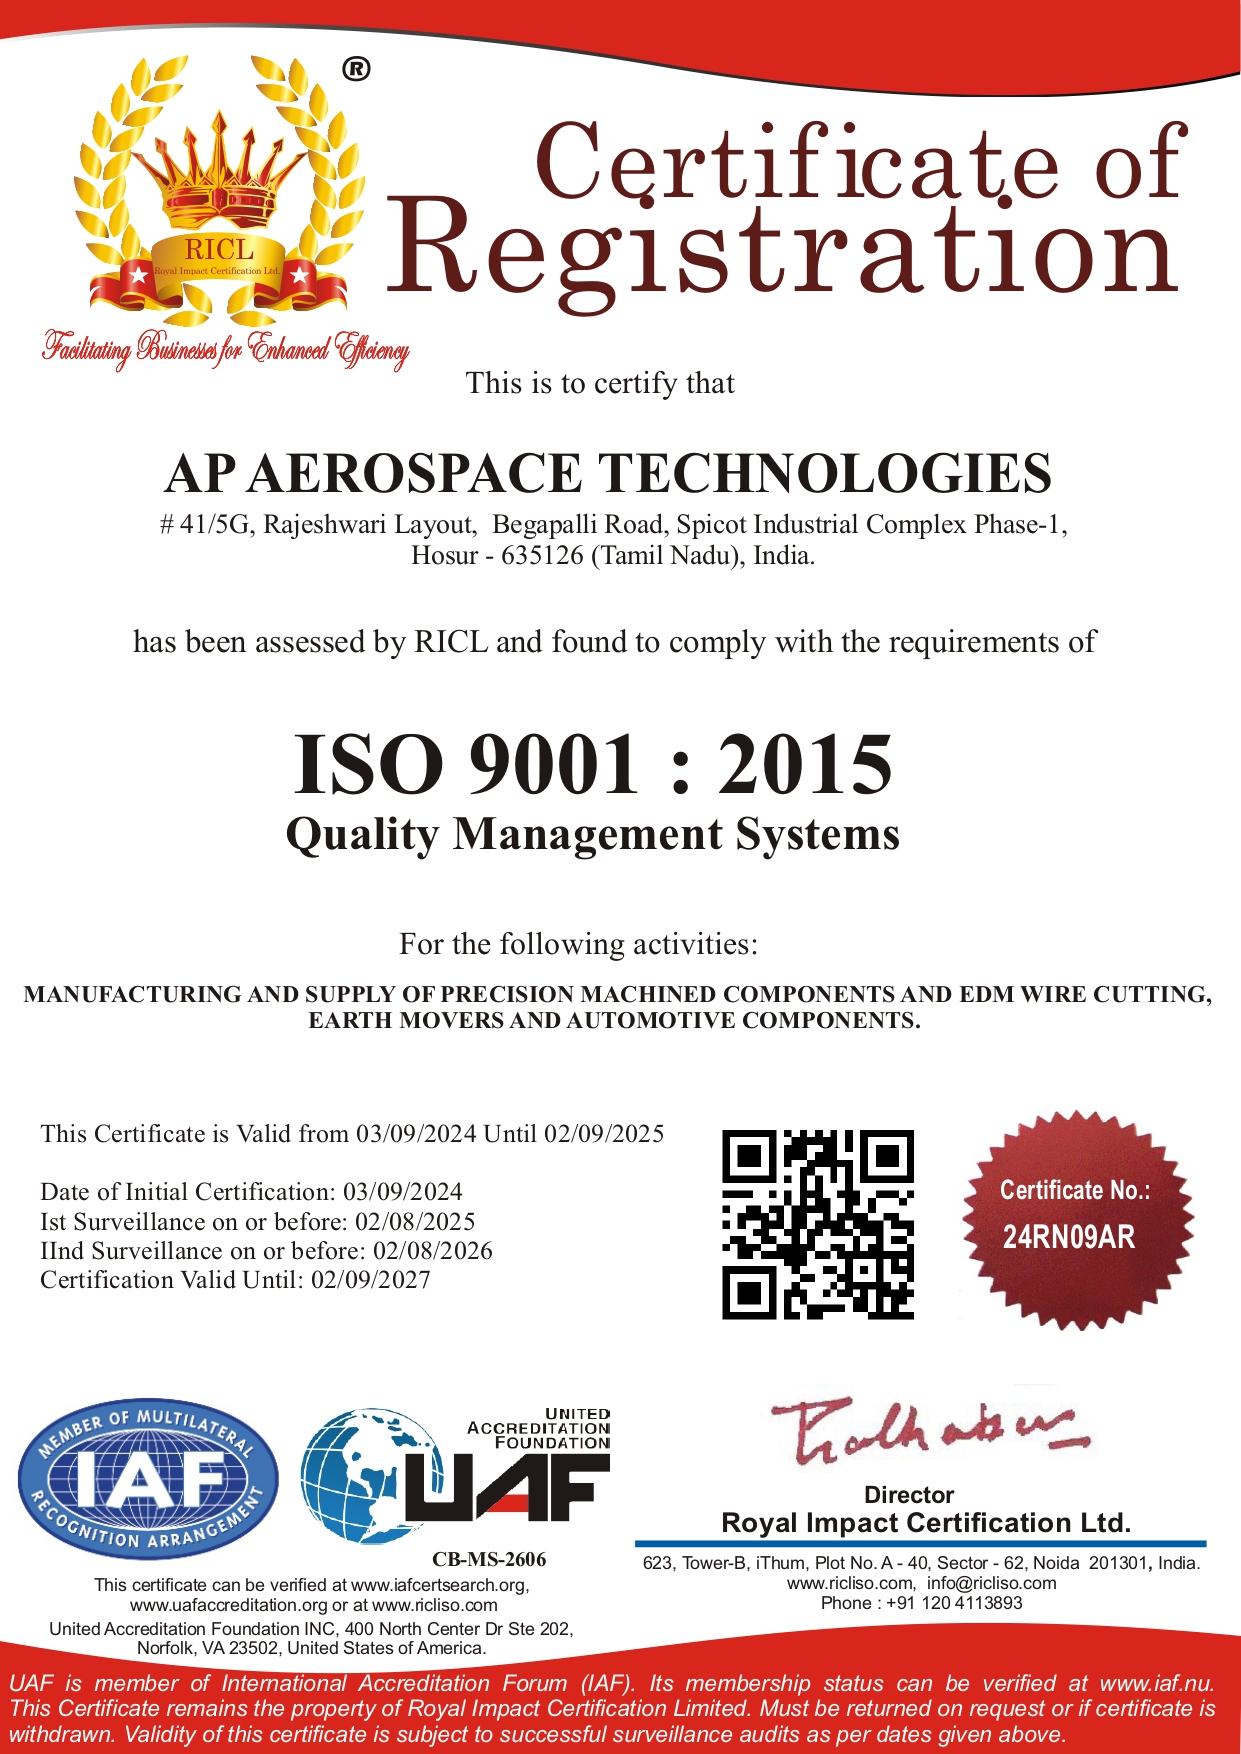 ®
Certificate of
Registration
RICL
Royal Impact Certification Ltd.
Facilitating Businesses for Enhanced Efficiency
This is to certify that
AP AEROSPACE TECHNOLOGIES
# 41/5G, Rajeshwari Layout, Begapalli Road, Spicot Industrial Complex Phase-1,
Hosur - 635126 (Tamil Nadu), India.
has been assessed by RICL and found to comply with the requirements of
ISO 9001 : 2015
Quality Management Systems
For the following activities:
MANUFACTURING AND SUPPLY OF PRECISION MACHINED COMPONENTS AND EDM WIRE CUTTING,
EARTH MOVERS AND AUTOMOTIVE COMPONENTS.
This Certificate is Valid from 03/09/2024 Until 02/09/2025
Date of Initial Certification: 03/09/2024
Ist Surveillance on or before: 02/08/2025
IInd Surveillance on or before: 02/08/2026
Certification Valid Until: 02/09/2027
Certificate No.:
24RN09AR
MEMBER OF MULTILATERAL
IAF
RECOGNITION ARRANGEMENT
UNITED
ACCREDITATION
FOUNDATION
UAF
CB-MS-2606
This certificate can be verified at www.iafcertsearch.org,
www.uafaccreditation.org or at www.ricliso.com
United Accreditation Foundation INC, 400 North Center Dr Ste 202,
Norfolk, VA 23502, United States of America.
Director
Royal Impact Certification Ltd.
623, Tower-B, iThum, Plot No. A - 40, Sector - 62, Noida 201301, India.
www.ricliso.com, info@ricliso.com
Phone : +91 120 4113893
UAF is member of International Accreditation Forum (IAF). Its membership status can be verified at www.iaf.nu.
This Certificate remains the property of Royal Impact Certification Limited. Must be returned on request or if certificate is
withdrawn. Validity of this certificate is subject to successful surveillance audits as per dates given above.